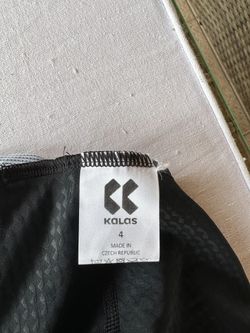 KALAS
4
MADE IN
CZECH REPUBLIC